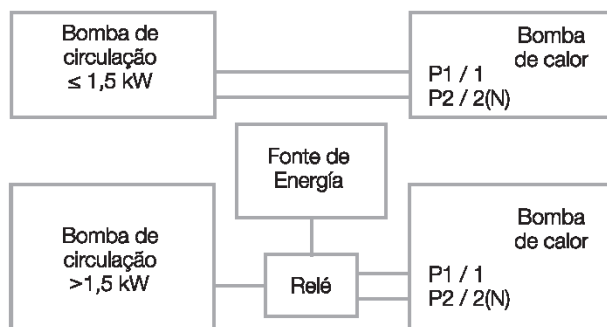 Bomba de
circulação
≤ 1,5 kW
Bomba
de calor
P1 / 1
P2 / 2(N)
Fonte de
Energía
Bomba de
circulação
>1,5 kW
Relé
Bomba
de calor
P1 / 1
P2 / 2(N)